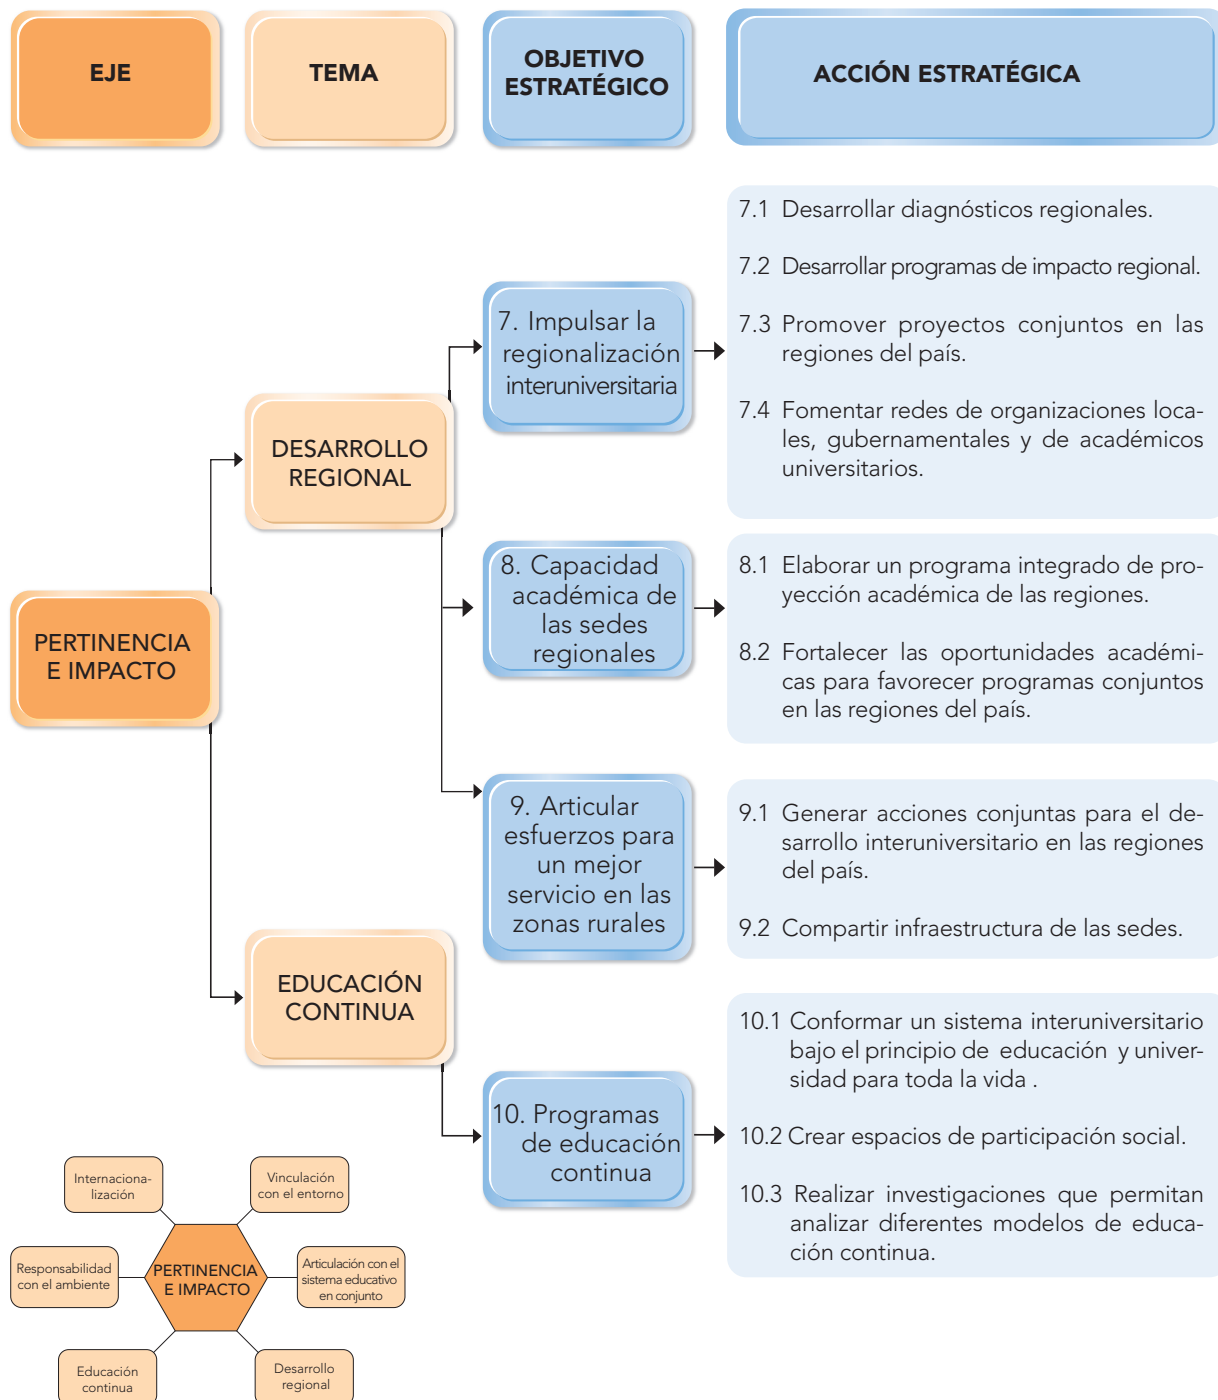 EJE
TEMA
OBJETIVO
ESTRATÉGICO
ACCIÓN ESTRATÉGICA
PERTINENCIA
E IMPACTO
DESARROLLO
REGIONAL
7. Impulsar la
regionalización
interuniversitaria
7.1 Desarrollar diagnósticos regionales.
7.2 Desarrollar programas de impacto regional.
7.3 Promover proyectos conjuntos en las
regiones del país.
7.4 Fomentar redes de organizaciones loca-
les, gubernamentales y de académicos
universitarios.
8. Capacidad
académica de
las sedes
regionales
8.1 Elaborar un programa integrado de pro-
yección académica de las regiones.
8.2 Fortalecer las oportunidades académi-
cas para favorecer programas conjuntos
en las regiones del país.
9. Articular
esfuerzos para
un mejor
servicio en las
zonas rurales
9.1 Generar acciones conjuntas para el de-
sarrollo interuniversitario en las regiones
del país.
9.2 Compartir infraestructura de las sedes.
EDUCACIÓN
CONTINUA
10. Programas
de educación
continua
10.1 Conformar un sistema interuniversitario
bajo el principio de educación y univer-
sidad para toda la vida .
10.2 Crear espacios de participación social.
10.3 Realizar investigaciones que permitan
analizar diferentes modelos de educa-
ción continua.
Internaciona-
lización
Vinculación
con el entorno
Responsabilidad
con el ambiente
PERTINENCIA
E IMPACTO
Articulación con el
sistema educativo
en conjunto
Educación
continua
Desarrollo
regional